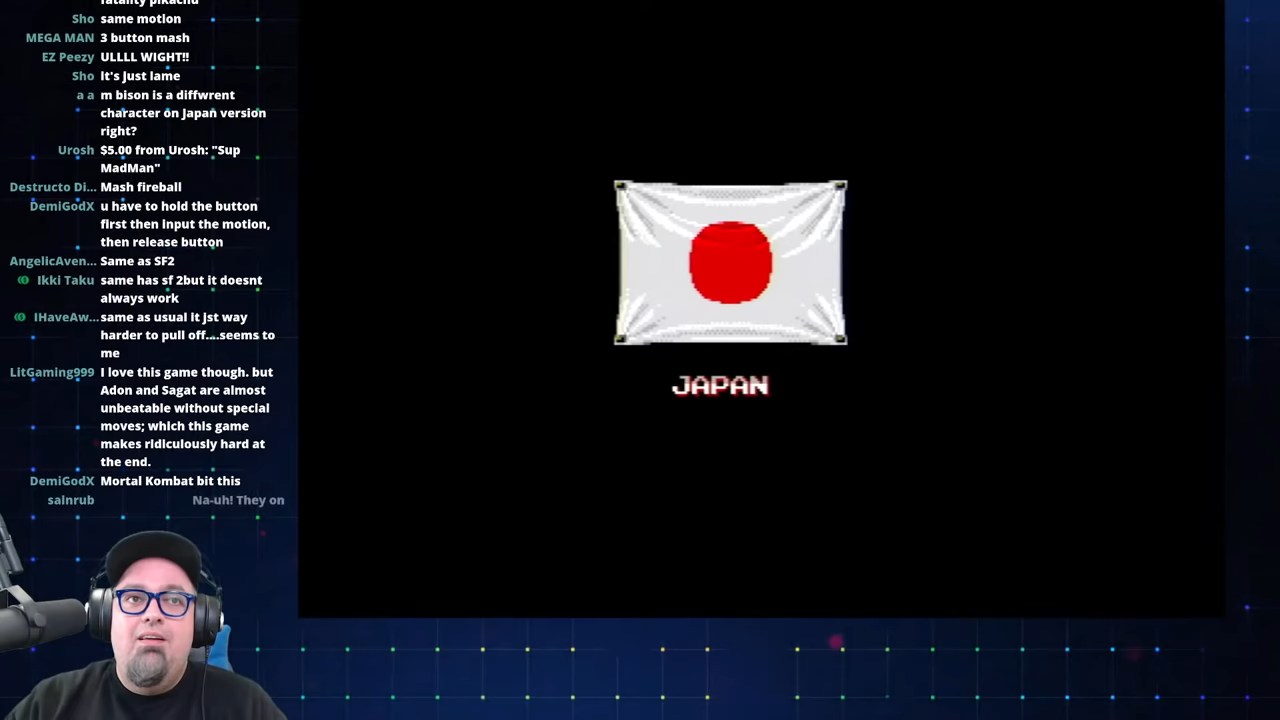 fatality pikachu
Sho same motion
MEGA MAN 3 button mash
EZ Peezy ULLLL WIGHT!!
Sho It's just lame
a a m bison is a diffwrent
character on Japan version
right?
Urosh $5.00 from Urosh: "Sup
MadMan"
Destructo Di... Mash fireball
DemiGodX u have to hold the button
first then input the motion,
then release button
AngelicAven... Same as SF2
Ikki Taku same has sf 2but it doesnt
always work
IHaveAw... same as usual it jst way
harder to pull off....seems to
me
LitGaming999 I love this game though. but
Adon and Sagat are almost
unbeatable without special
moves; which this game
makes ridiculously hard at
the end.
DemiGodX Mortal Kombat bit this
sainrub Na-uh! They on
JAPAN